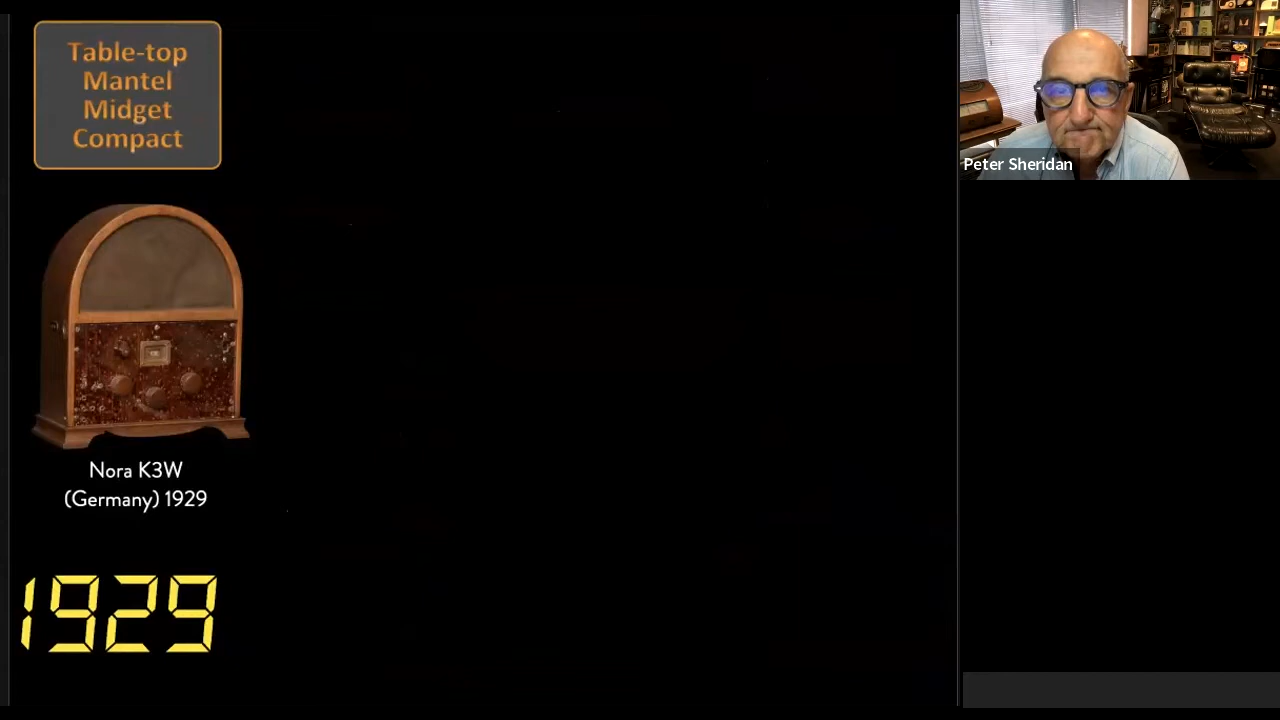 Table-top
Mantel
Midget
Compact
Nora K3W
(Germany) 1929
1929
Peter Sheridan